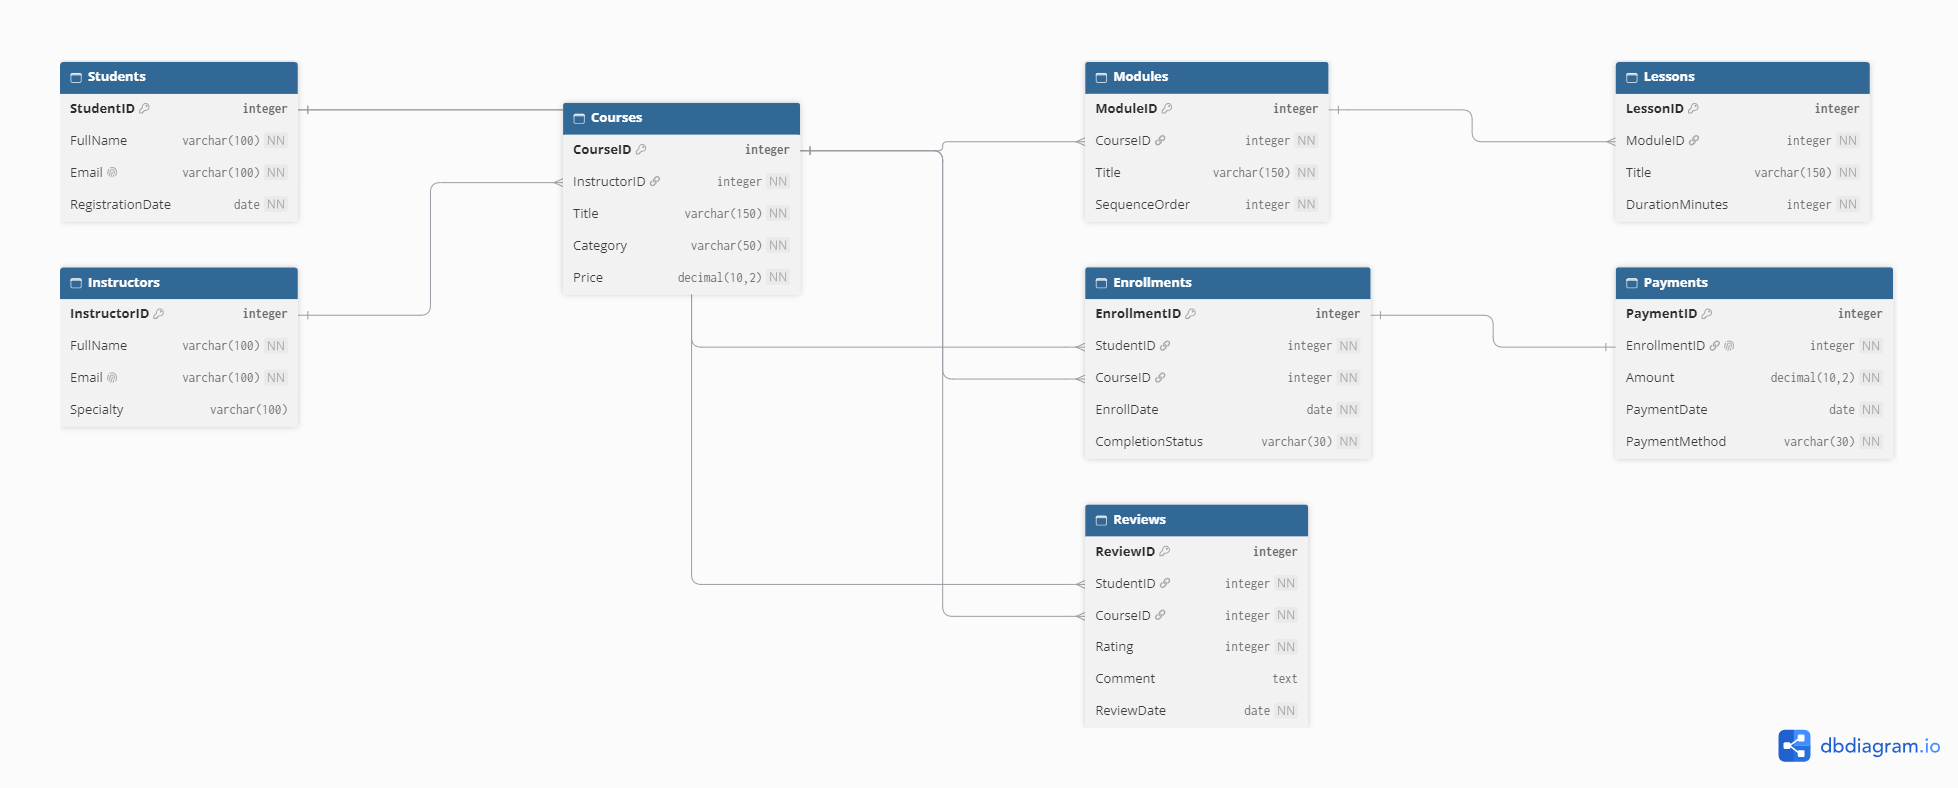 Students
StudentID integer
FullName varchar(100) NN
Email varchar(100) NN
RegistrationDate date NN
Instructors
InstructorID integer
FullName varchar(100) NN
Email varchar(100) NN
Specialty varchar(100)
Courses
CourseID integer
InstructorID integer NN
Title varchar(150) NN
Category varchar(50) NN
Price decimal(10,2) NN
Modules
ModuleID integer
CourseID integer NN
Title varchar(150) NN
SequenceOrder integer NN
Enrollments
EnrollmentID integer
StudentID integer NN
CourseID integer NN
EnrollDate date NN
CompletionStatus varchar(30) NN
Reviews
ReviewID integer
StudentID integer NN
CourseID integer NN
Rating integer NN
Comment text
ReviewDate date NN
Lessons
LessonID integer
ModuleID integer NN
Title varchar(150) NN
DurationMinutes integer NN
Payments
PaymentID integer
EnrollmentID integer NN
Amount decimal(10,2) NN
PaymentDate date NN
PaymentMethod varchar(30) NN
dbdiagram.io